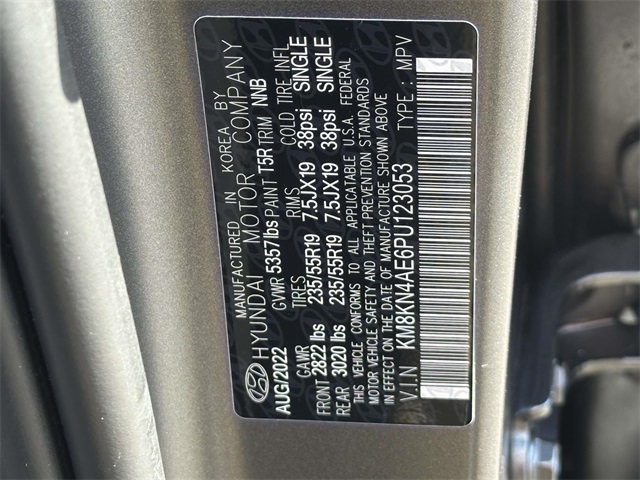 MANUFACTURED IN KOREA BY
HYUNDAI MOTOR COMPANY
AUG/2022 GVWR 5357lbs PAINT T5R TRIM NNB
GAWR TIRES RIMS COLD TIRE INFL
FRONT 2822 lbs 235/55R19 7.5JX19 38psi SINGLE
REAR 3020 lbs 235/55R19 7.5JX19 38psi SINGLE
THIS VEHICLE CONFORMS TO ALL APPLICABLE U.S.A. FEDERAL
MOTOR VEHICLE SAFETY AND THEFT PREVENTION STANDARDS
IN EFFECT ON THE DATE OF MANUFACTURE SHOWN ABOVE
V.I.N KM8KN4AE6PU123053 TYPE : MPV